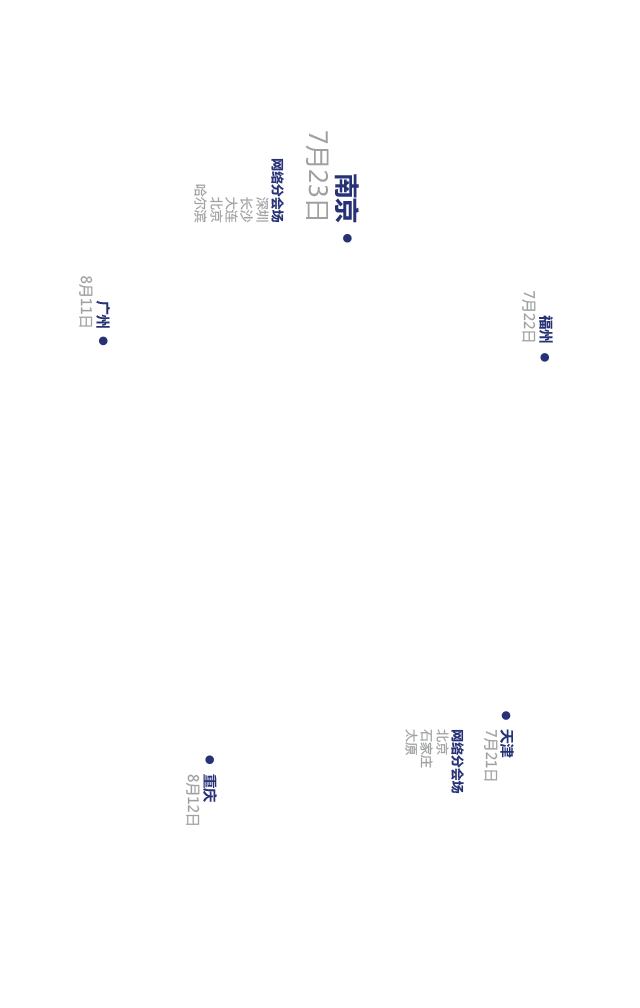 福州
7月22日
天津
7月21日
网络分会场
北京
石家庄
太原
南京
7月23日
网络分会场
深圳
长沙
大连
北京
哈尔滨
重庆
8月12日
广州
8月11日